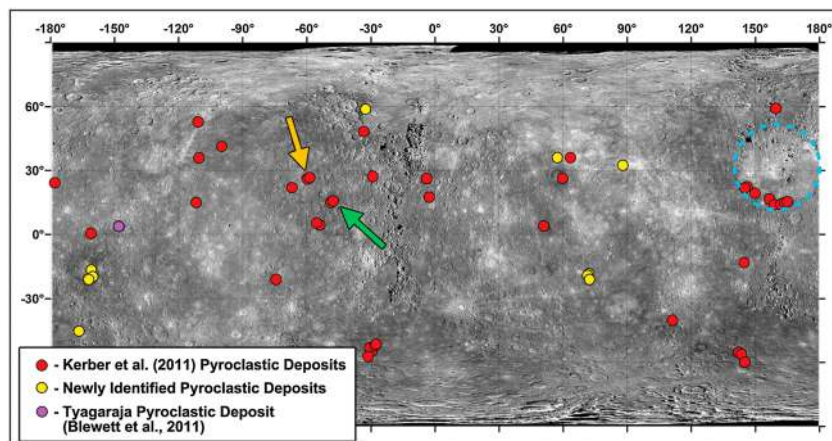 -180° -150° -120° -90° -60° -30° 0° 30° 60° 90° 120° 150° 180°
60°
30°
0°
-30°
- Kerber et al. (2011) Pyroclastic Deposits
- Newly Identified Pyroclastic Deposits
- Tyagaraja Pyroclastic Deposit
(Blewett et al., 2011)